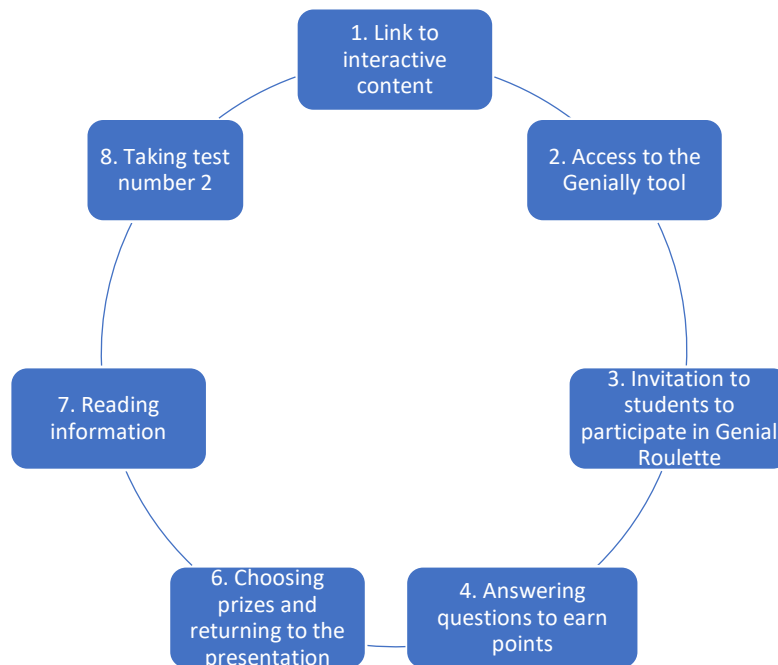 1. Link to
interactive
content
2. Access to the
Genially tool
3. Invitation to
students to
participate in Genial
Roulette
4. Answering
questions to earn
points
6. Choosing
prizes and
returning to the
presentation
7. Reading
information
8. Taking test
number 2